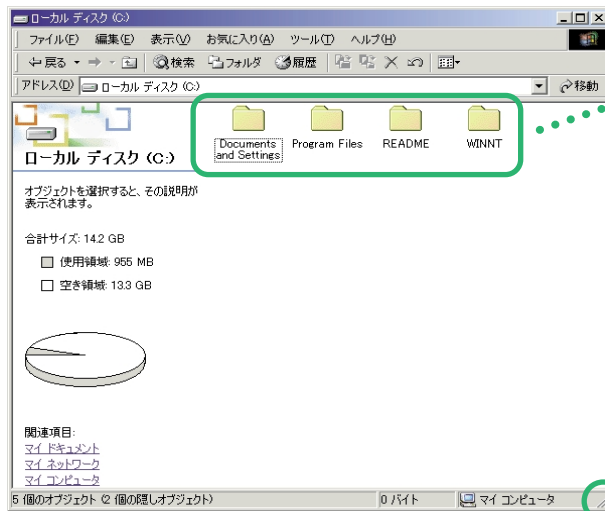 ローカル ディスク (C:)
ファイル(F) 編集(E) 表示(V) お気に入り(A) ツール(T) ヘルプ(H)
戻る 検索 フォルダ 履歴
アドレス(D) ローカル ディスク (C:) 移動
ローカル ディスク (C:)
Documents and Settings
Program Files
README
WINNT
オブジェクトを選択すると、その説明が
表示されます。
合計サイズ: 14.2 GB
使用領域: 955 MB
空き領域: 13.3 GB
関連項目:
マイ ドキュメント
マイ ネットワーク
マイ コンピュータ
5 個のオブジェクト (2 個の隠しオブジェクト) 0 バイト マイ コンピュータ